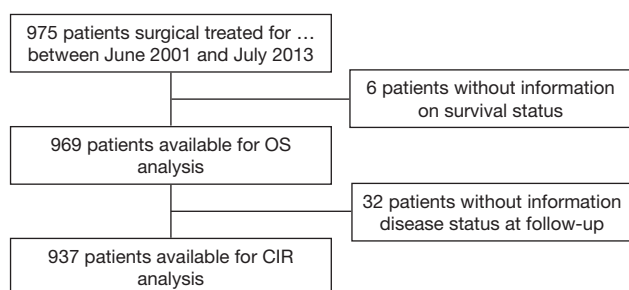 975 patients surgical treated for ...
between June 2001 and July 2013
6 patients without information
on survival status
969 patients available for OS
analysis
32 patients without information
disease status at follow-up
937 patients available for CIR
analysis